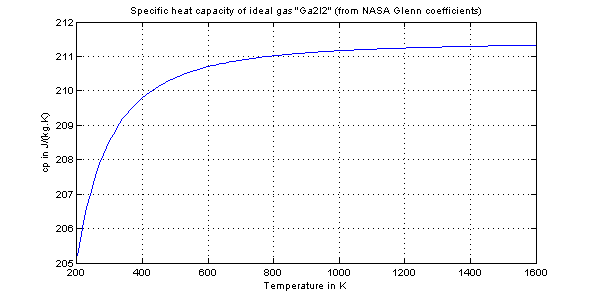 Specific heat capacity of ideal gas "Ga2I2" (from NASA Glenn coefficients)
212
211
210
209
208
207
206
205
cp in J/(kg.K)
200 400 600 800 1000 1200 1400 1600
Temperature in K